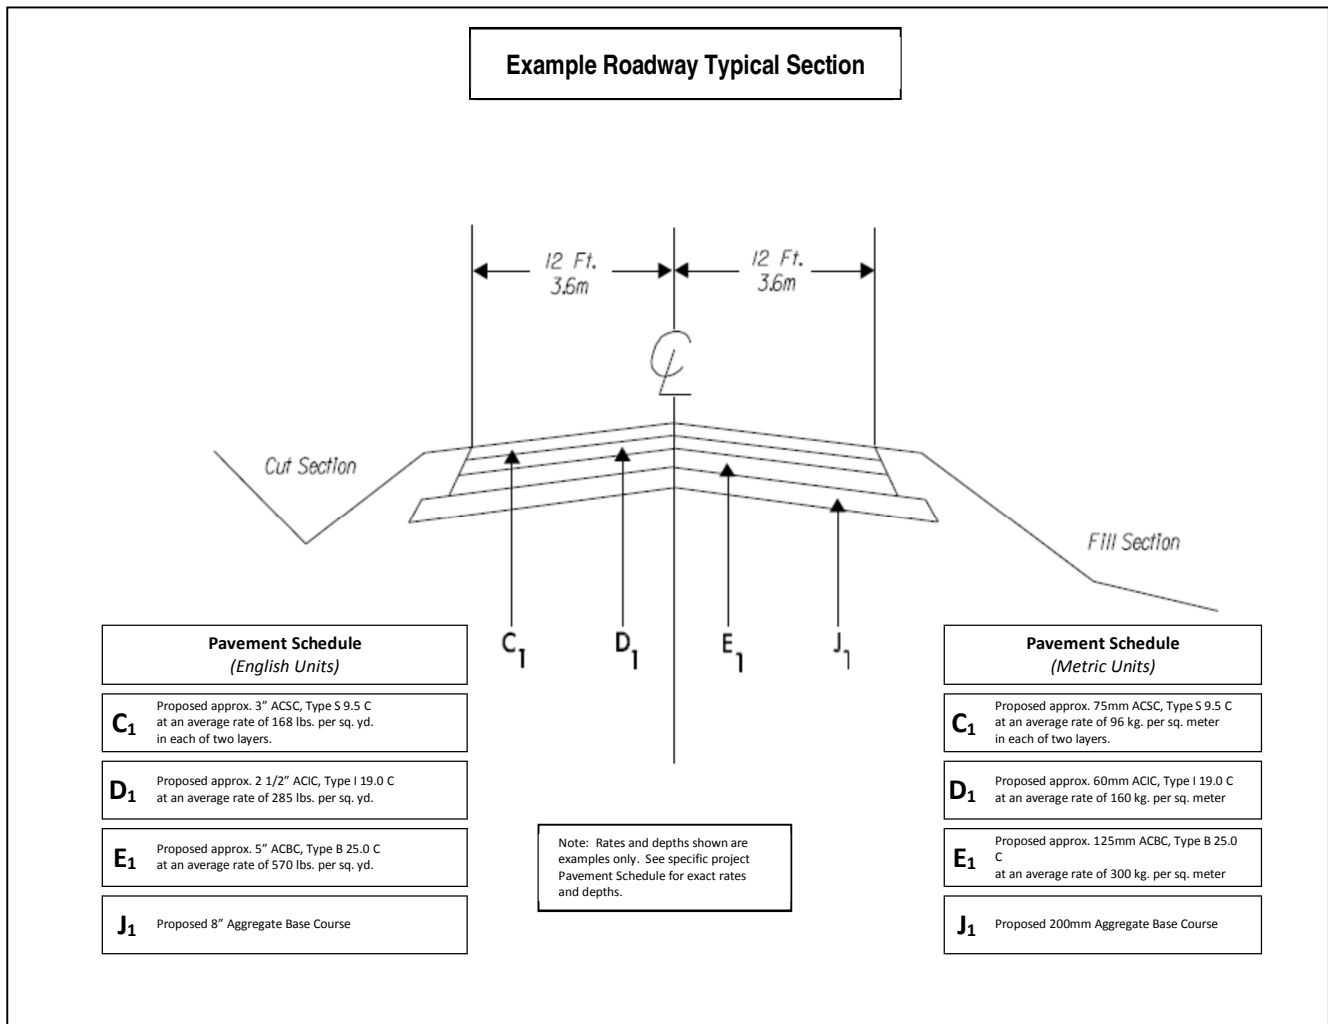 Example Roadway Typical Section
12 Ft.
3.6m
12 Ft.
3.6m
CL
Cut Section
Fill Section
C1
D1
E1
J1
Pavement Schedule
(English Units)
C1
Proposed approx. 3” ACSC, Type S 9.5 C
at an average rate of 168 lbs. per sq. yd.
in each of two layers.
D1
Proposed approx. 2 1/2” ACIC, Type I 19.0 C
at an average rate of 285 lbs. per sq. yd.
E1
Proposed approx. 5” ACBC, Type B 25.0 C
at an average rate of 570 lbs. per sq. yd.
J1
Proposed 8” Aggregate Base Course
Note: Rates and depths shown are
examples only. See specific project
Pavement Schedule for exact rates
and depths.
Pavement Schedule
(Metric Units)
C1
Proposed approx. 75mm ACSC, Type S 9.5 C
at an average rate of 96 kg. per sq. meter
in each of two layers.
D1
Proposed approx. 60mm ACIC, Type I 19.0 C
at an average rate of 160 kg. per sq. meter
E1
Proposed approx. 125mm ACBC, Type B 25.0
C
at an average rate of 300 kg. per sq. meter
J1
Proposed 200mm Aggregate Base Course